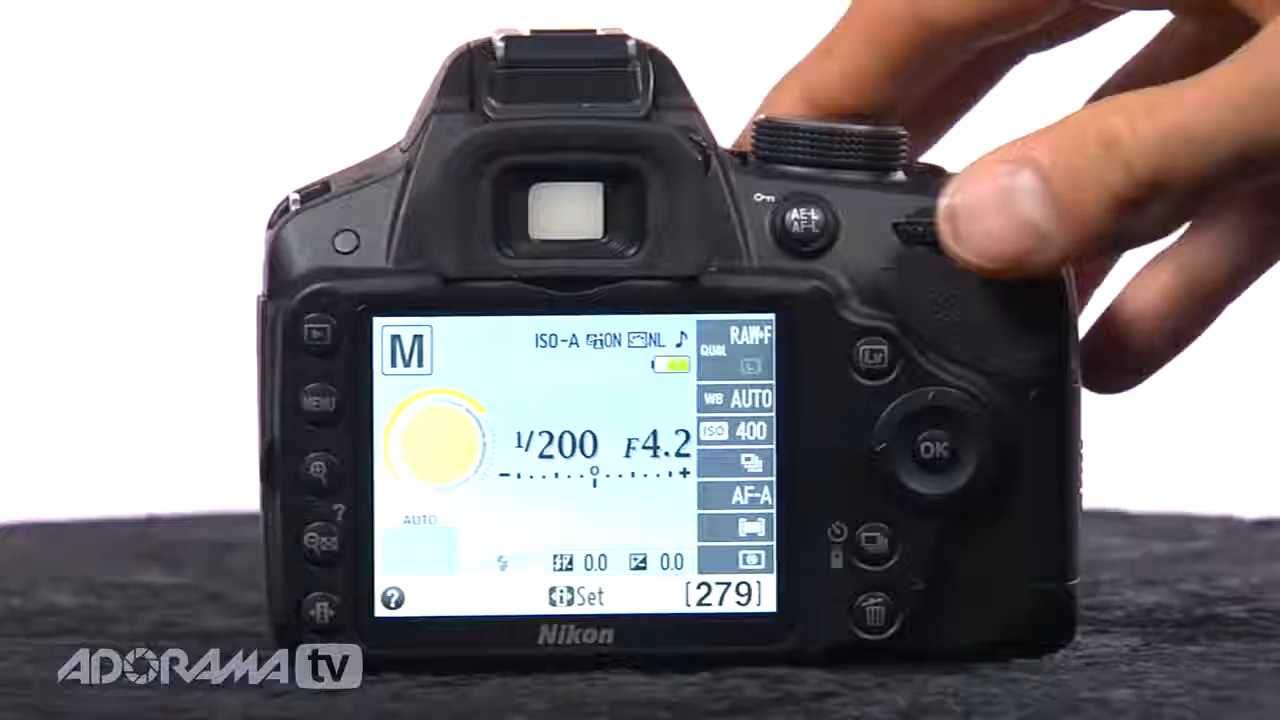 AE-L
AF-L
M
ISO-A ON NL
QUAL RAW+F
L
WB AUTO
1/200 F4.2
ISO 400
AF-A
AUTO
0.0 0.0
? i Set [279]
Lv
MENU
?
OK
Nikon
ADORAMA tv